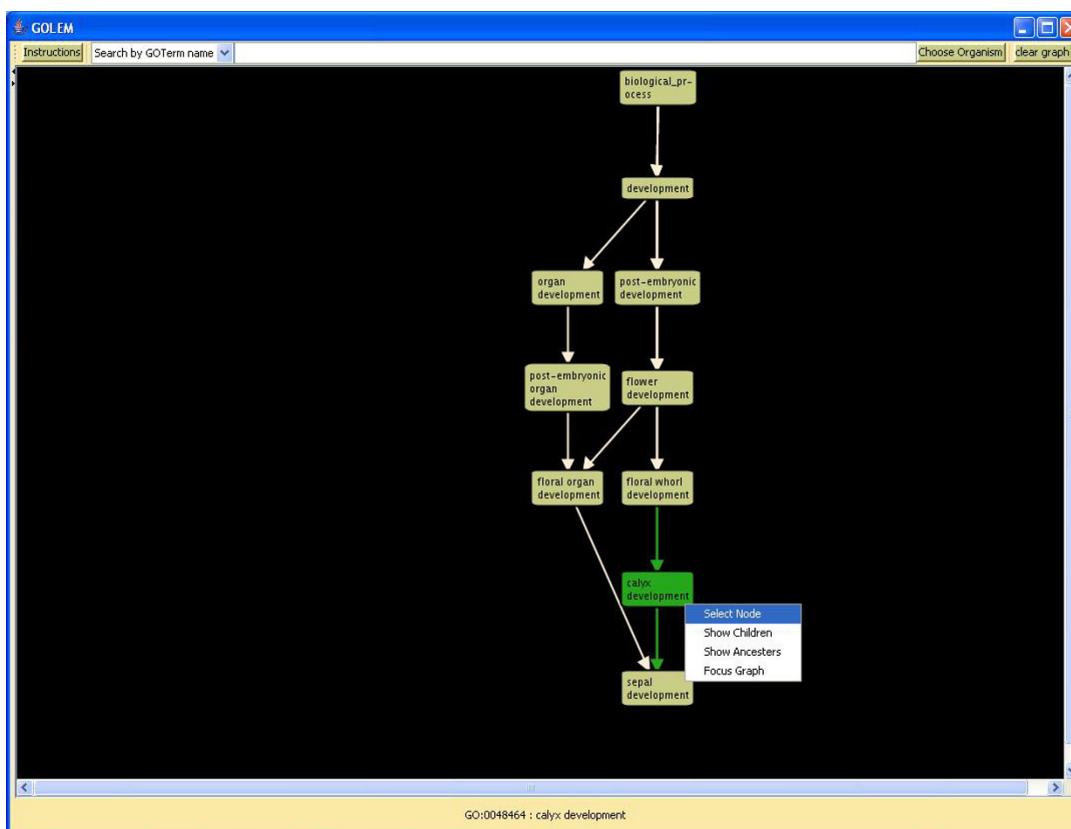 GOLEM
Instructions Search by GOTerm name Choose Organism clear graph
biological_pr-
ocess
development
organ
development
post-embryonic
development
post-embryonic
organ
development
flower
development
floral organ
development
floral whorl
development
calyx
development
Select Node
Show Children
Show Ancesters
Focus Graph
sepal
development
GO:0048464 : calyx development